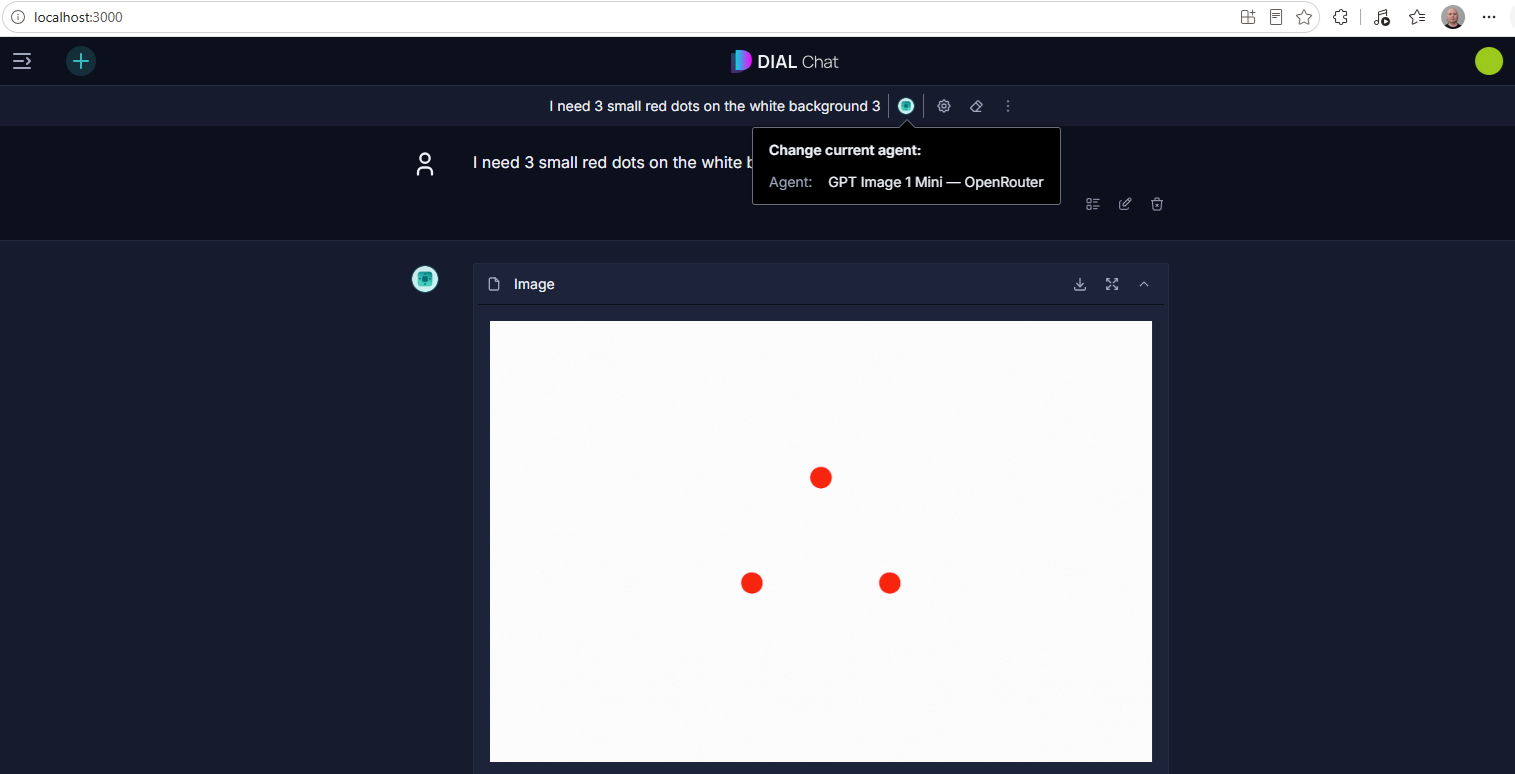 localhost:3000
DIAL Chat
I need 3 small red dots on the white background 3
Change current agent:
Agent: GPT Image 1 Mini — OpenRouter
I need 3 small red dots on the white
Image